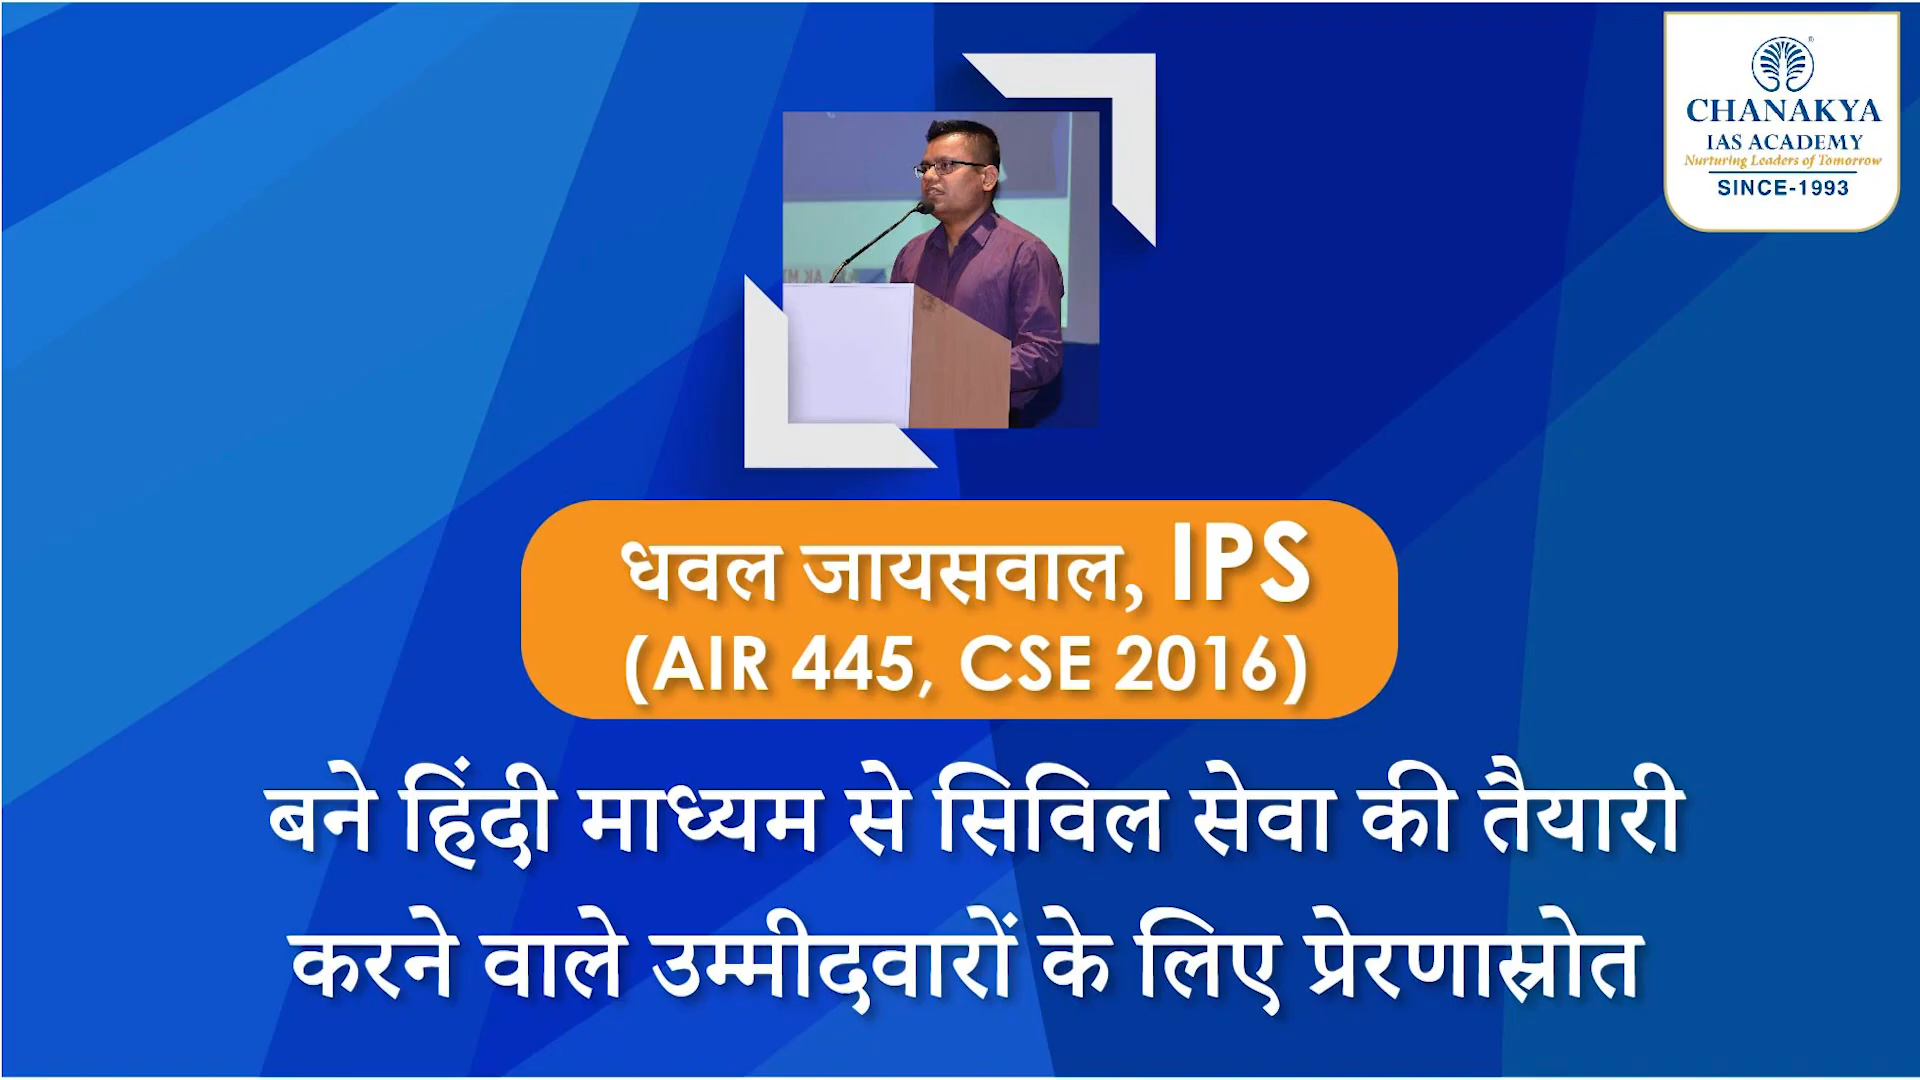 CHANAKYA
IAS ACADEMY
Nurturing Leaders of Tomorrow
SINCE-1993
धवल जायसवाल, IPS
(AIR 445, CSE 2016)
बने हिंदी माध्यम से सिविल सेवा की तैयारी
करने वाले उम्मीदवारों के लिए प्रेरणास्रोत